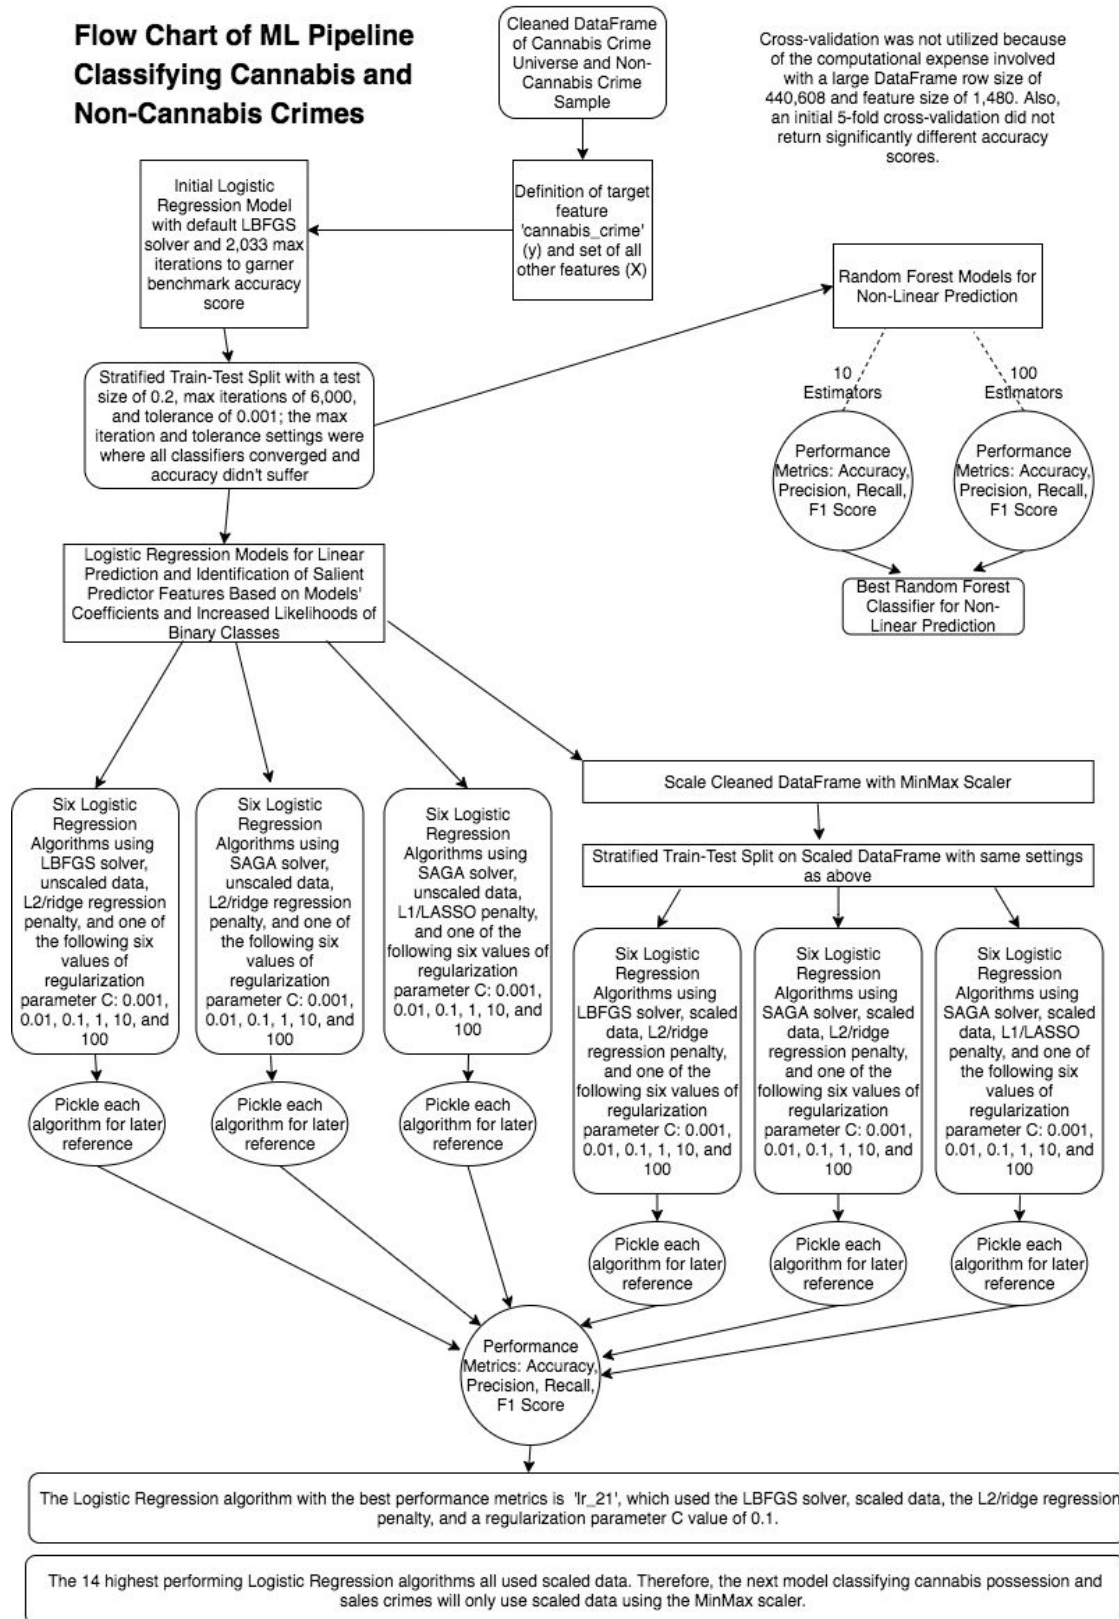 Flow Chart of ML Pipeline
Classifying Cannabis and
Non-Cannabis Crimes
Cleaned DataFrame
of Cannabis Crime
Universe and Non-
Cannabis Crime
Sample
Cross-validation was not utilized because
of the computational expense involved
with a large DataFrame row size of
440,608 and feature size of 1,480. Also,
an initial 5-fold cross-validation did not
return significantly different accuracy
scores.
Definition of target
feature
'cannabis_crime'
(y) and set of all
other features (X)
Initial Logistic
Regression Model
with default LBFGS
solver and 2,033 max
iterations to garner
benchmark accuracy
score
Random Forest Models for
Non-Linear Prediction
Stratified Train-Test Split with a test
size of 0.2, max iterations of 6,000,
and tolerance of 0.001; the max
iteration and tolerance settings were
where all classifiers converged and
accuracy didn't suffer
10
Estimators
100
Estimators
Performance
Metrics: Accuracy,
Precision, Recall,
F1 Score
Performance
Metrics: Accuracy,
Precision, Recall,
F1 Score
Best Random Forest
Classifier for Non-
Linear Prediction
Logistic Regression Models for Linear
Prediction and Identification of Salient
Predictor Features Based on Models'
Coefficients and Increased Likelihoods of
Binary Classes
Scale Cleaned DataFrame with MinMax Scaler
Stratified Train-Test Split on Scaled DataFrame with same settings
as above
Six Logistic
Regression
Algorithms using
LBFGS solver,
unscaled data,
L2/ridge regression
penalty, and one of
the following six
values of
regularization
parameter C: 0.001,
0.01, 0.1, 1, 10, and
100
Six Logistic
Regression
Algorithms using
SAGA solver,
unscaled data,
L2/ridge regression
penalty, and one of
the following six
values of
regularization
parameter C: 0.001,
0.01, 0.1, 1, 10, and
100
Six Logistic
Regression
Algorithms using
SAGA solver,
unscaled data,
L1/LASSO penalty,
and one of the
following six values of
regularization
parameter C: 0.001,
0.01, 0.1, 1, 10, and
100
Six Logistic
Regression
Algorithms using
LBFGS solver, scaled
data, L2/ridge
regression penalty,
and one of the
following six values of
regularization
parameter C: 0.001,
0.01, 0.1, 1, 10, and
100
Six Logistic
Regression
Algorithms using
SAGA solver, scaled
data, L2/ridge
regression penalty,
and one of the
following six values of
regularization
parameter C: 0.001,
0.01, 0.1, 1, 10, and
100
Six Logistic
Regression
Algorithms using
SAGA solver, scaled
data, L1/LASSO
penalty, and one of
the following six
values of
regularization
parameter C: 0.001,
0.01, 0.1, 1, 10, and
100
Pickle each
algorithm for later
reference
Pickle each
algorithm for later
reference
Pickle each
algorithm for later
reference
Pickle each
algorithm for later
reference
Pickle each
algorithm for later
reference
Pickle each
algorithm for later
reference
Performance
Metrics: Accuracy,
Precision, Recall,
F1 Score
The Logistic Regression algorithm with the best performance metrics is 'lr_21', which used the LBFGS solver, scaled data, the L2/ridge regression
penalty, and a regularization parameter C value of 0.1.
The 14 highest performing Logistic Regression algorithms all used scaled data. Therefore, the next model classifying cannabis possession and
sales crimes will only use scaled data using the MinMax scaler.